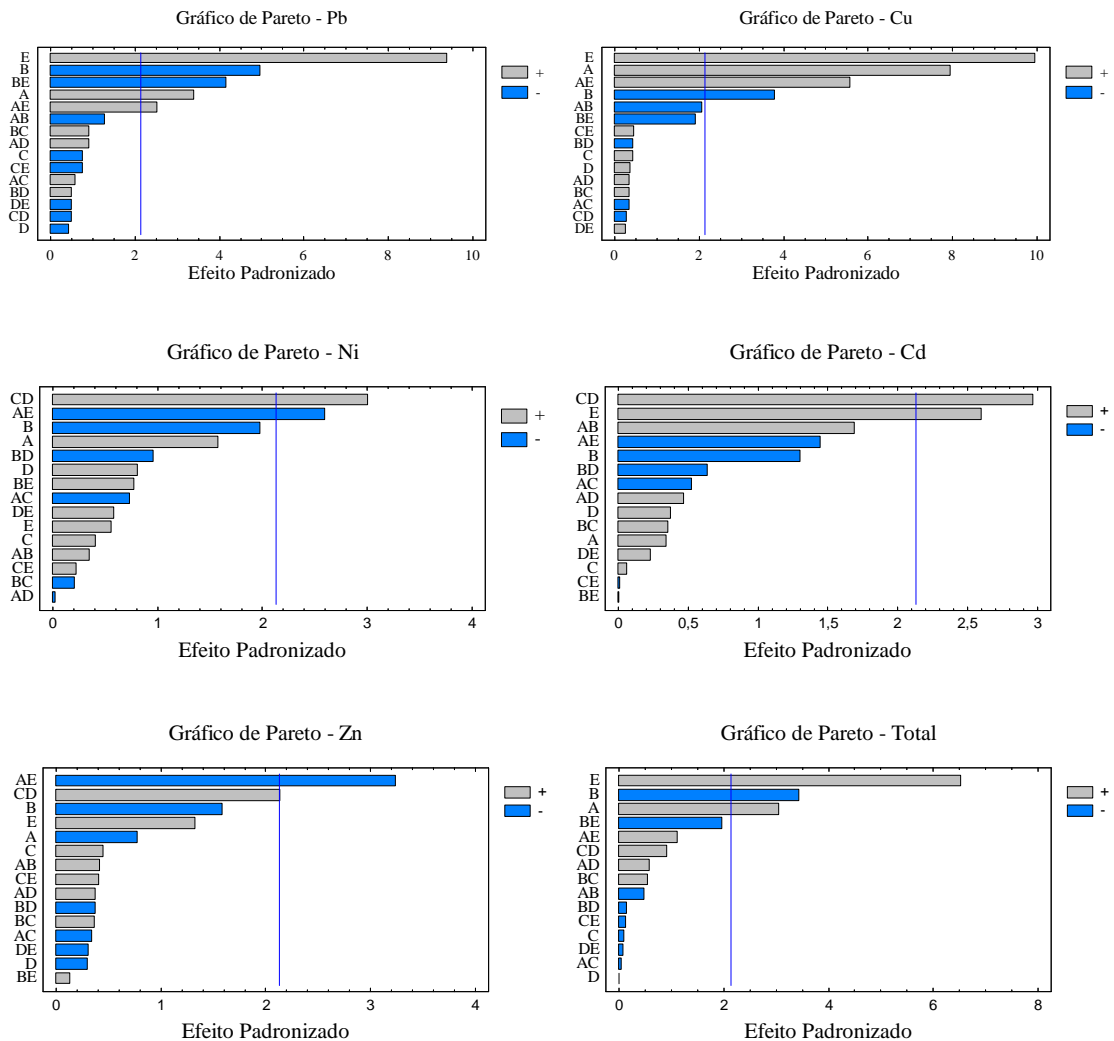 Gráfico de Pareto - Pb
E
B
BE
A
AE
AB
BC
AD
C
CE
AC
BD
DE
CD
D
+
-
0 2 4 6 8 10
Efeito Padronizado
Gráfico de Pareto - Cu
E
A
AE
B
AB
BE
CE
BD
C
D
AD
BC
AC
CD
DE
+
-
0 2 4 6 8 10
Efeito Padronizado
Gráfico de Pareto - Ni
CD
AE
B
A
BD
D
BE
AC
DE
E
C
AB
CE
BC
AD
+
-
0 1 2 3 4
Efeito Padronizado
Gráfico de Pareto - Cd
CD
E
AB
AE
B
BD
AC
AD
D
BC
A
DE
C
CE
BE
+
-
0 0,5 1 1,5 2 2,5 3
Efeito Padronizado
Gráfico de Pareto - Zn
AE
CD
B
E
A
C
AB
CE
AD
BD
BC
AC
DE
D
BE
+
-
0 1 2 3 4
Efeito Padronizado
Gráfico de Pareto - Total
E
B
A
BE
AE
CD
AD
BC
AB
BD
CE
C
DE
AC
D
+
-
0 2 4 6 8
Efeito Padronizado